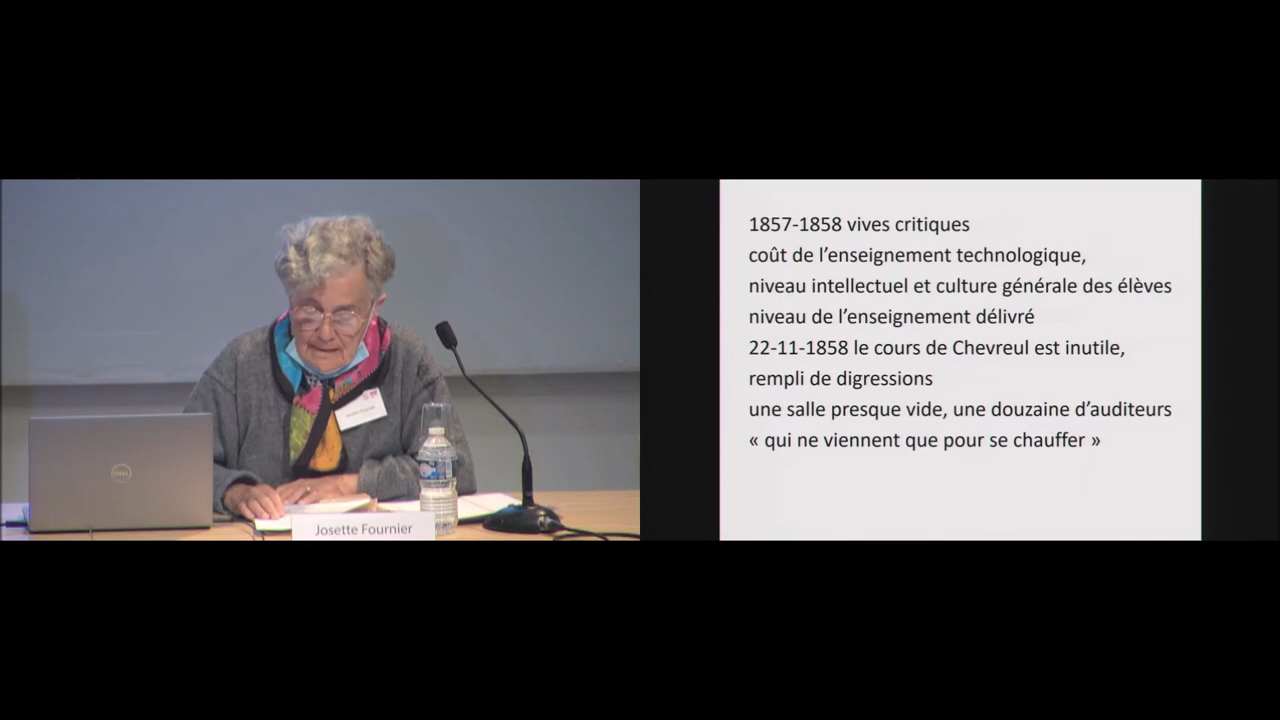 1857-1858 vives critiques
coût de l'enseignement technologique,
niveau intellectuel et culture générale des élèves
niveau de l'enseignement délivré
22-11-1858 le cours de Chevreul est inutile,
rempli de digressions
une salle presque vide, une douzaine d'auditeurs
« qui ne viennent que pour se chauffer »
DELL
Josette Fournier